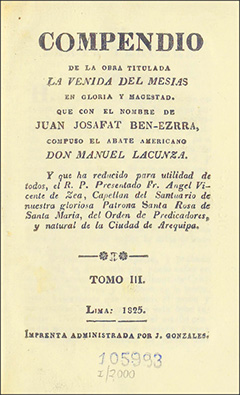 COMPENDIO
DE LA OBRA TITULADA
LA VENIDA DEL MESIAS
EN GLORIA Y MAGESTAD.
QUE CON EL NOMBRE DE
JUAN JOSAFAT BEN-EZRRA,
COMPUSO EL ABATE AMERICANO
DON MANUEL LACUNZA.
Y que ha reducido para utilidad de
todos, el R. P. Presentado Fr. Angel Vi-
cente de Zea, Capellan del Santuario de
nuestra gloriosa Patrona Santa Rosa de
Santa Maria, del Orden de Predicadores,
y natural de la Ciudad de Arequipa.
TOMO III.
LIMA: 1825.
IMPRENTA ADMINISTRADA POR J. GONZALES.
105993
I/2000